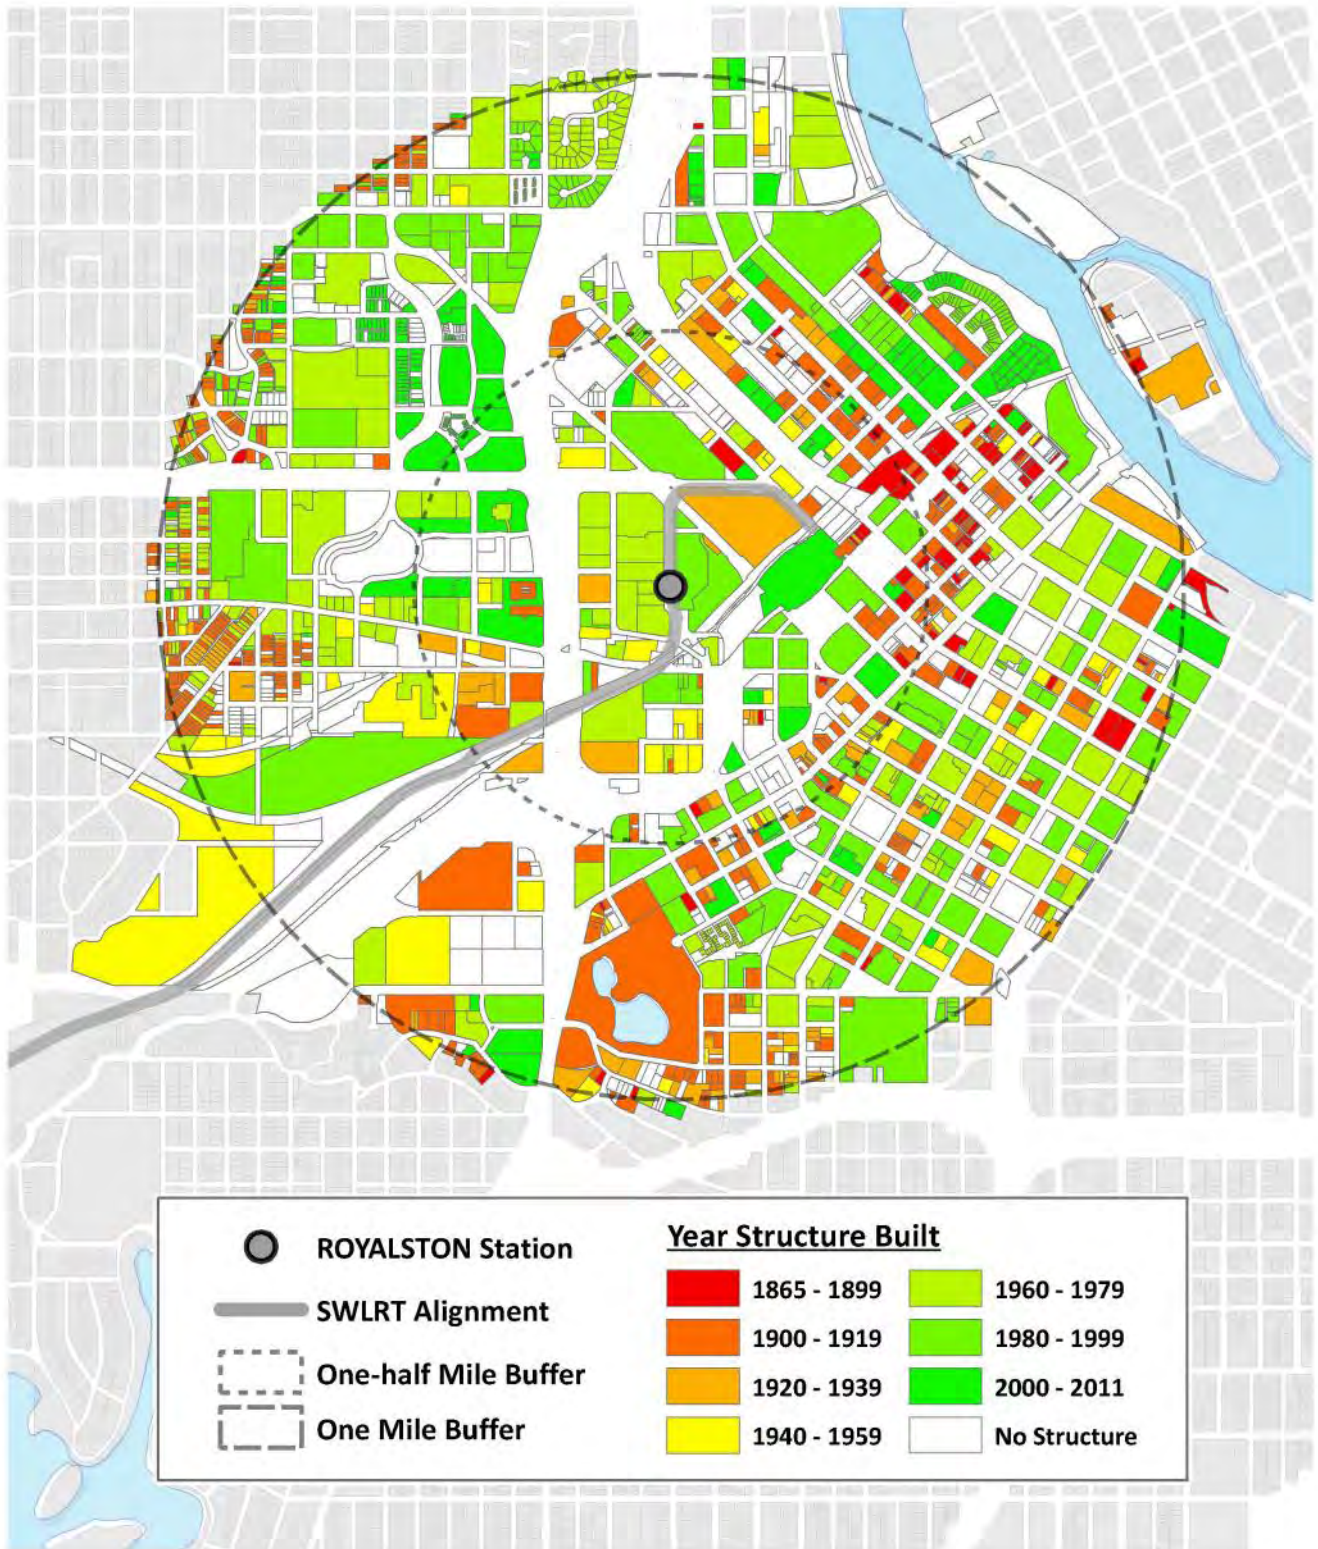 ROYALSTON Station
SWLRT Alignment
One-half Mile Buffer
One Mile Buffer
Year Structure Built
1865 - 1899
1900 - 1919
1920 - 1939
1940 - 1959
1960 - 1979
1980 - 1999
2000 - 2011
No Structure